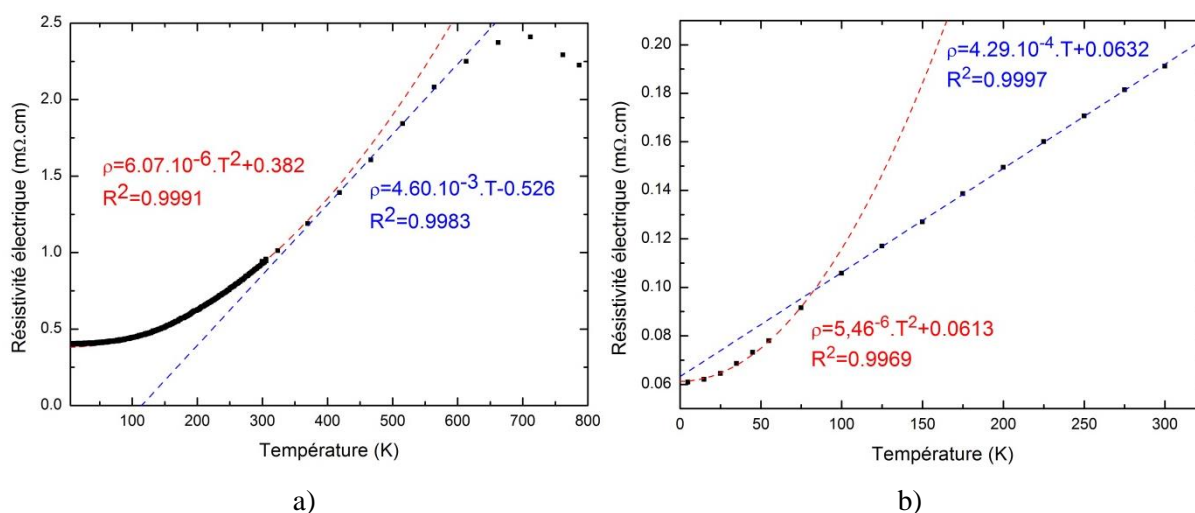 2.5
2.0
1.5
1.0
0.5
0.0
Résistivité électrique (mΩ.cm)
ρ=6.07.10⁻⁶.T²+0.382
R²=0.9991
ρ=4.60.10⁻³.T-0.526
R²=0.9983
100 200 300 400 500 600 700 800
Température (K)
a)
0.20
0.18
0.16
0.14
0.12
0.10
0.08
0.06
Résistivité électrique (mΩ.cm)
ρ=4.29.10⁻⁴.T+0.0632
R²=0.9997
ρ=5,46⁻⁶.T²+0.0613
R²=0.9969
0 50 100 150 200 250 300
Température (K)
b)